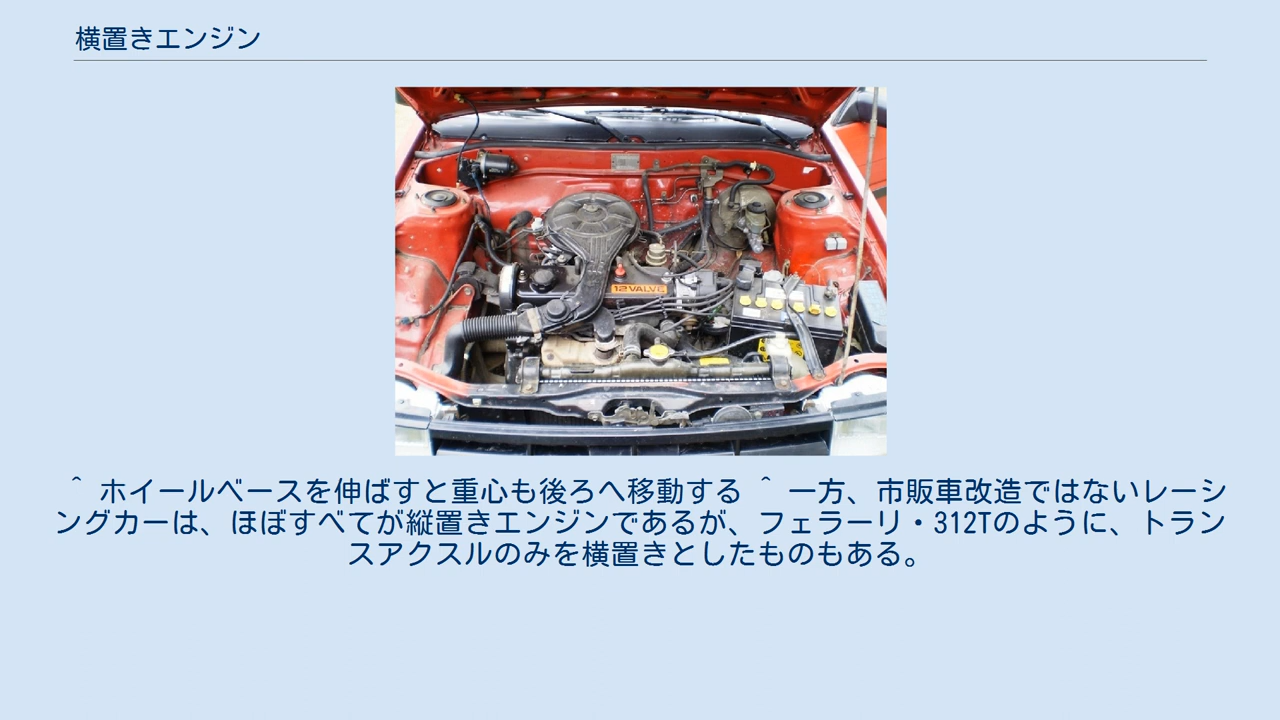 横置きエンジン
12VALVE
＾ ホイールベースを伸ばすと重心も後ろへ移動する ＾ 一方、市販車改造ではないレーシ
ングカーは、ほぼすべてが縦置きエンジンであるが、フェラーリ・312Tのように、トラン
スアクスルのみを横置きとしたものもある。